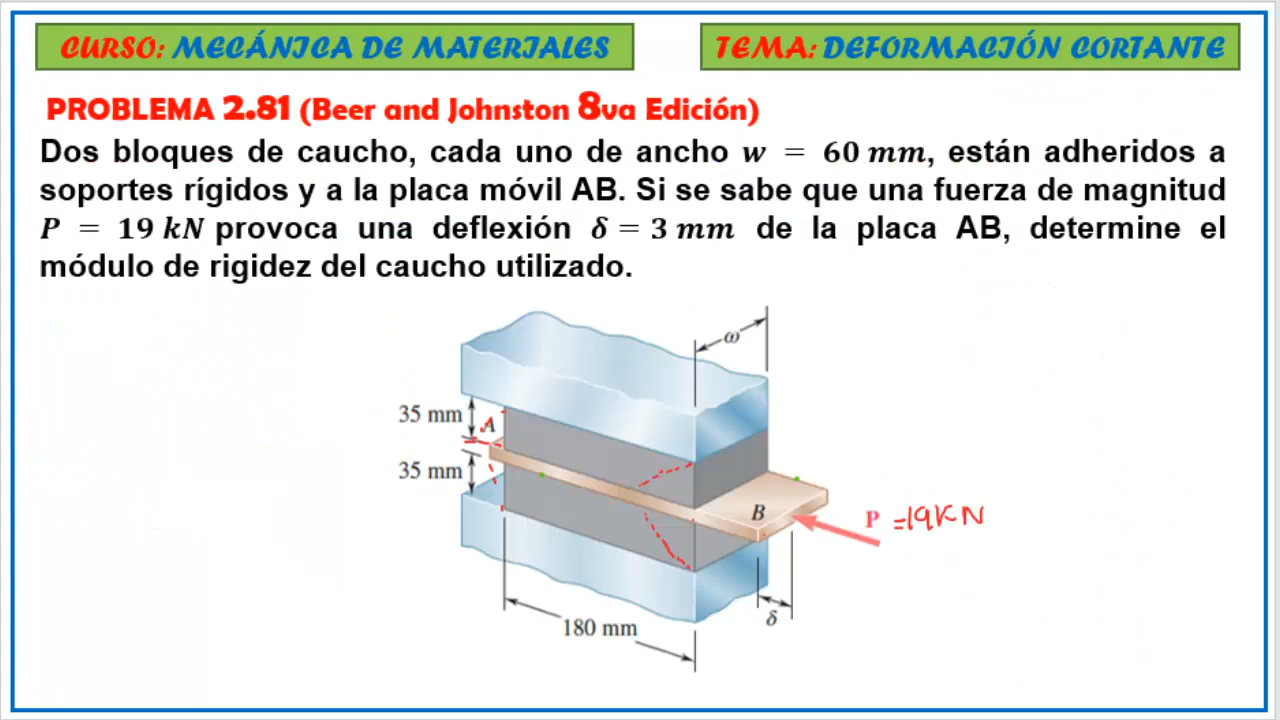 CURSO: MECÁNICA DE MATERIALES
TEMA: DEFORMACIÓN CORTANTE
PROBLEMA 2.81 (Beer and Johnston 8va Edición)
Dos bloques de caucho, cada uno de ancho w = 60 mm, están adheridos a
soportes rígidos y a la placa móvil AB. Si se sabe que una fuerza de magnitud
P = 19 kN provoca una deflexión δ = 3 mm de la placa AB, determine el
módulo de rigidez del caucho utilizado.
ω
35 mm
A
35 mm
B
P =19KN
δ
180 mm